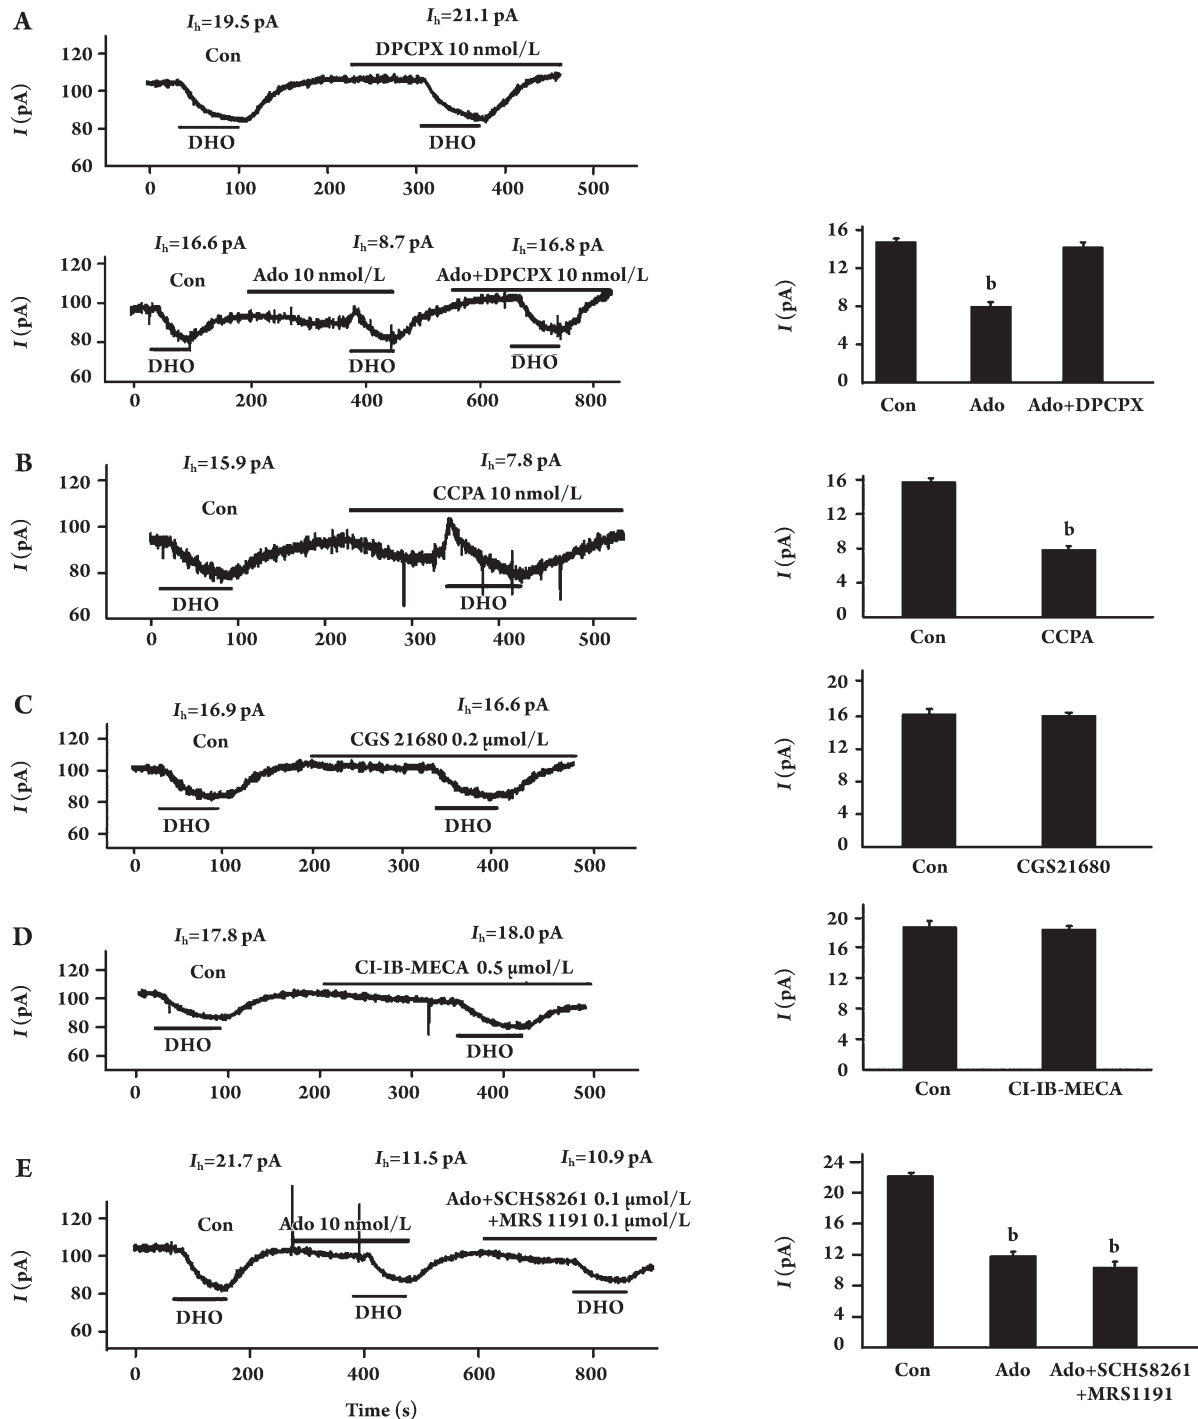 A
Ih=19.5 pA
Ih=21.1 pA
Con
DPCPX 10 nmol/L
I (pA)
120
100
80
60
DHO
DHO
0 100 200 300 400 500
Ih=16.6 pA
Ih=8.7 pA
Ih=16.8 pA
Con
Ado 10 nmol/L
Ado+DPCPX 10 nmol/L
I (pA)
120
100
80
60
DHO
DHO
DHO
0 200 400 600 800
I (pA)
16
12
8
4
0
b
Con Ado Ado+DPCPX
B
Ih=15.9 pA
Ih=7.8 pA
Con
CCPA 10 nmol/L
I (pA)
120
100
80
60
DHO
DHO
0 100 200 300 400 500
I (pA)
16
12
8
4
0
b
Con CCPA
C
Ih=16.9 pA
Ih=16.6 pA
Con
CGS 21680 0.2 µmol/L
I (pA)
120
100
80
60
DHO
DHO
0 100 200 300 400 500
I (pA)
20
16
12
8
4
0
Con CGS21680
D
Ih=17.8 pA
Ih=18.0 pA
Con
CI-IB-MECA 0.5 µmol/L
I (pA)
120
100
80
60
DHO
DHO
0 100 200 300 400 500
I (pA)
20
16
12
8
4
0
Con CI-IB-MECA
E
Ih=21.7 pA
Ih=11.5 pA
Ih=10.9 pA
Con
Ado 10 nmol/L
Ado+SCH58261 0.1 µmol/L
+MRS 1191 0.1 µmol/L
I (pA)
120
100
80
60
DHO
DHO
DHO
0 200 400 600 800
Time (s)
I (pA)
24
20
16
12
8
4
0
b
b
Con Ado Ado+SCH58261
+MRS1191